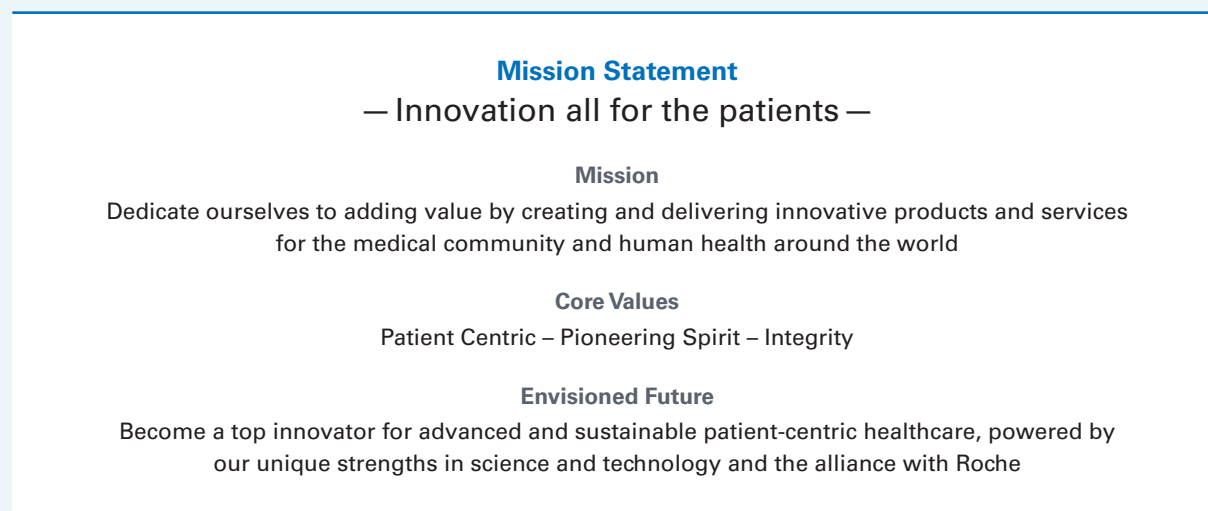 Mission Statement
— Innovation all for the patients —
Mission
Dedicate ourselves to adding value by creating and delivering innovative products and services
for the medical community and human health around the world
Core Values
Patient Centric – Pioneering Spirit – Integrity
Envisioned Future
Become a top innovator for advanced and sustainable patient-centric healthcare, powered by
our unique strengths in science and technology and the alliance with Roche